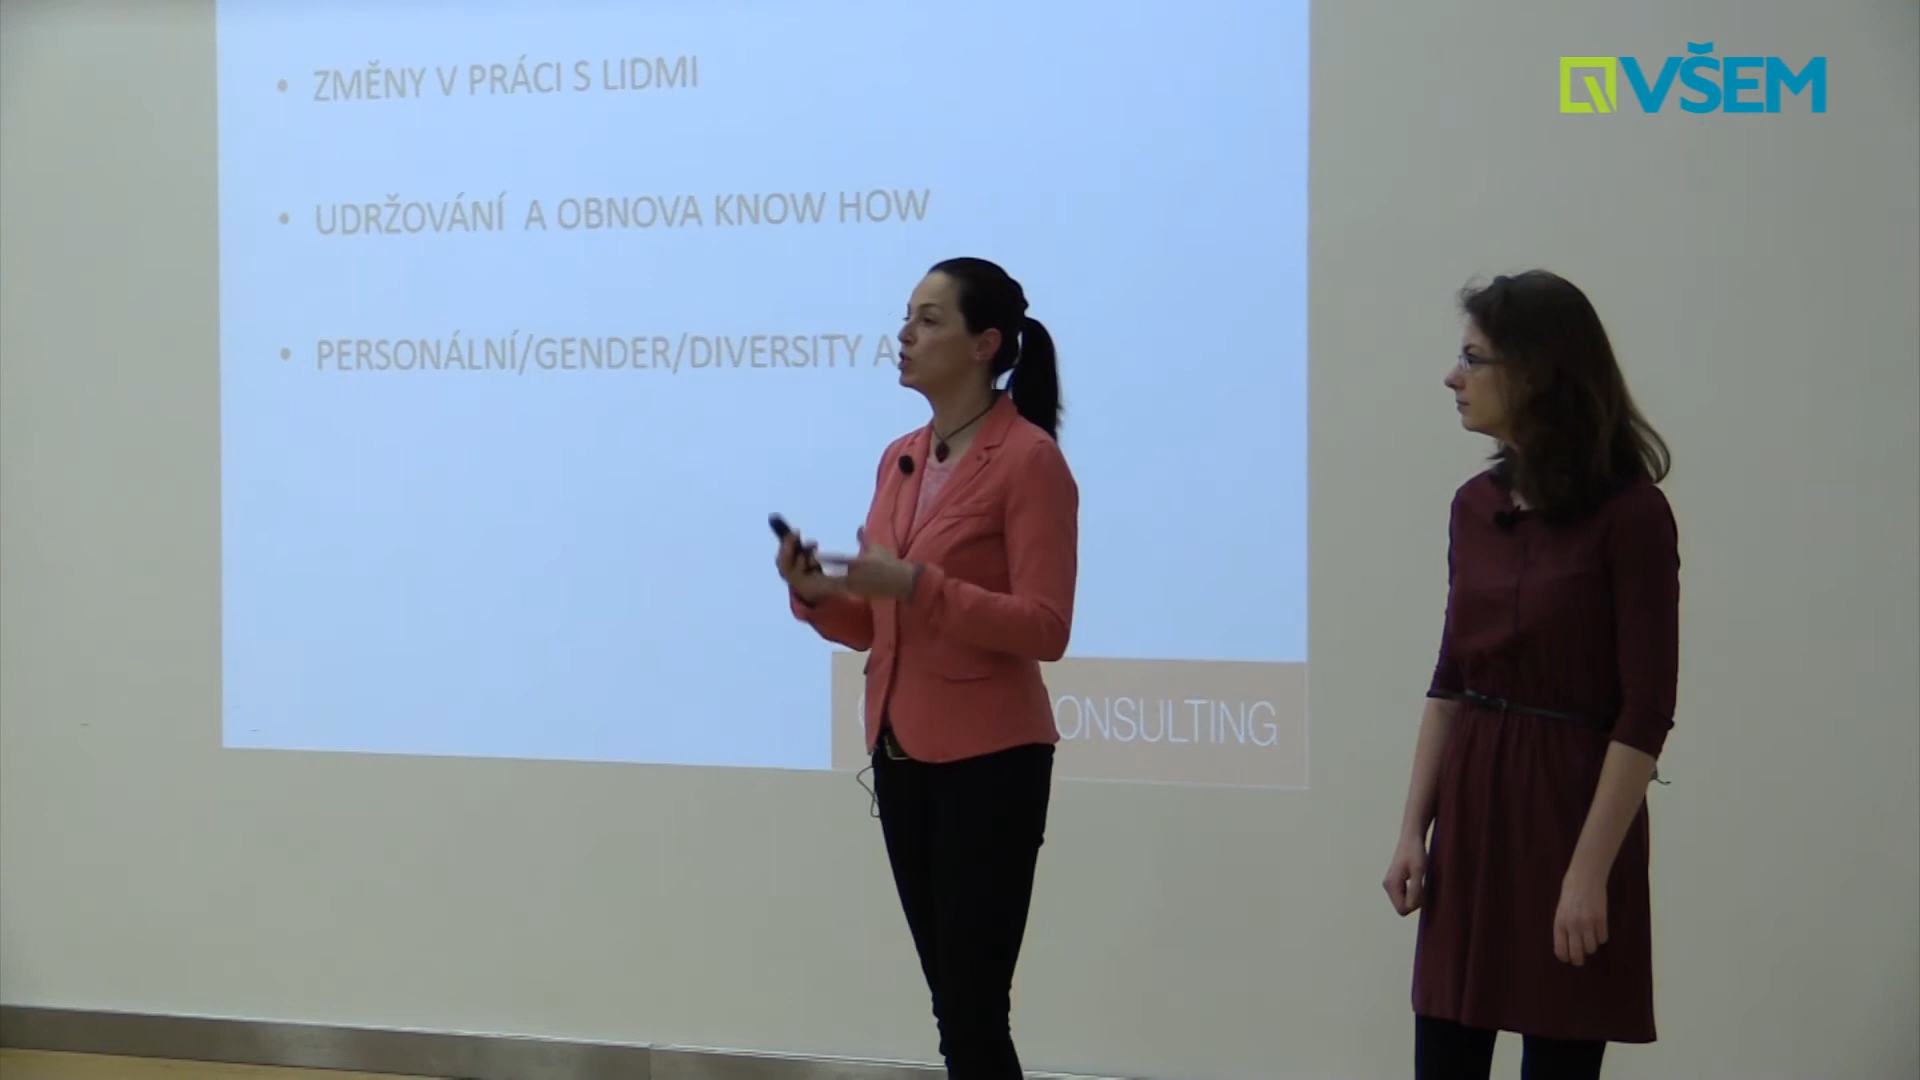 VŠEM
• ZMĚNY V PRÁCI S LIDMI
• UDRŽOVÁNÍ A OBNOVA KNOW HOW
• PERSONÁLNÍ/GENDER/DIVERSITY
ONSULTING